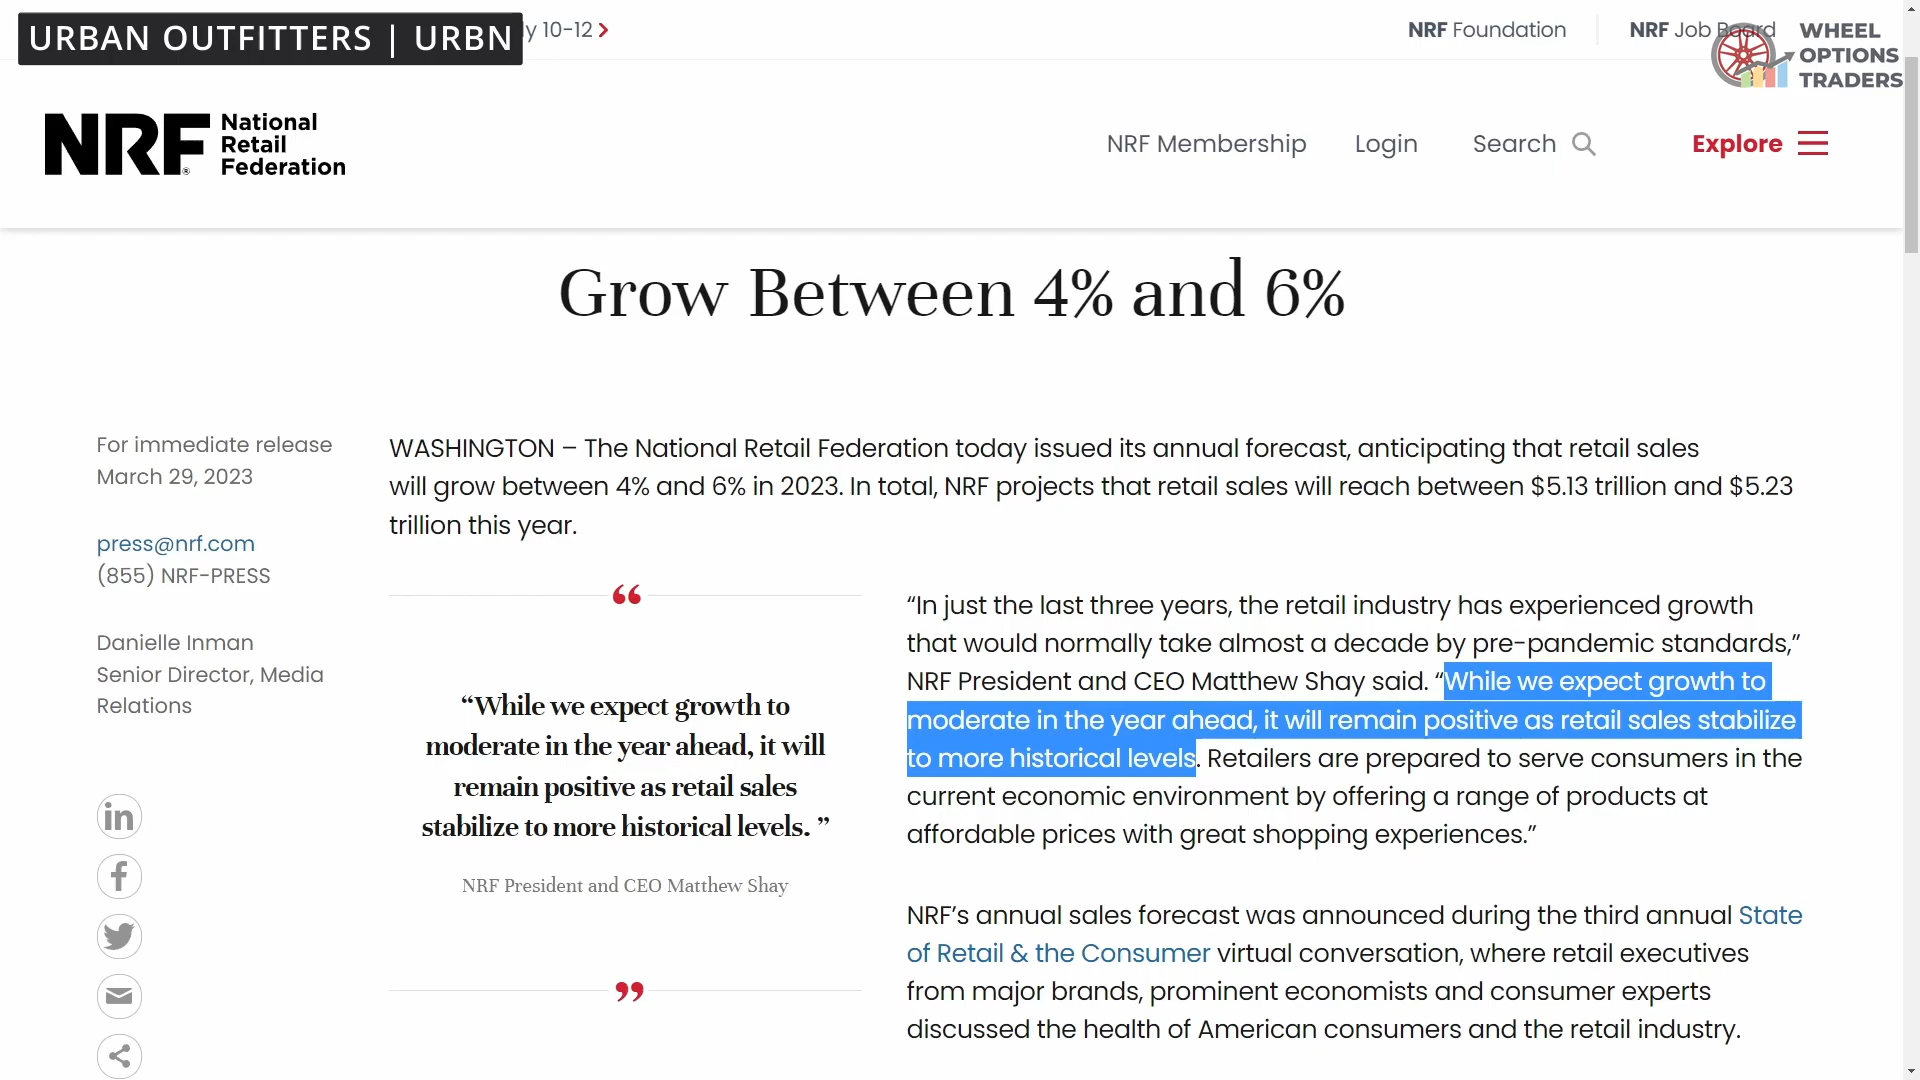 URBAN OUTFITTERS | URBN
y 10-12
NRF Foundation
NRF Job Board
WHEEL
OPTIONS
TRADERS
NRF
National
Retail
Federation
NRF Membership
Login
Search
Explore
Grow Between 4% and 6%
For immediate release
March 29, 2023
press@nrf.com
(855) NRF-PRESS
Danielle Inman
Senior Director, Media
Relations
WASHINGTON – The National Retail Federation today issued its annual forecast, anticipating that retail sales
will grow between 4% and 6% in 2023. In total, NRF projects that retail sales will reach between $5.13 trillion and $5.23
trillion this year.
“
“While we expect growth to
moderate in the year ahead, it will
remain positive as retail sales
stabilize to more historical levels. ”
NRF President and CEO Matthew Shay
”
“In just the last three years, the retail industry has experienced growth
that would normally take almost a decade by pre-pandemic standards,”
NRF President and CEO Matthew Shay said. “While we expect growth to
moderate in the year ahead, it will remain positive as retail sales stabilize
to more historical levels. Retailers are prepared to serve consumers in the
current economic environment by offering a range of products at
affordable prices with great shopping experiences.”
NRF’s annual sales forecast was announced during the third annual State
of Retail & the Consumer virtual conversation, where retail executives
from major brands, prominent economists and consumer experts
discussed the health of American consumers and the retail industry.